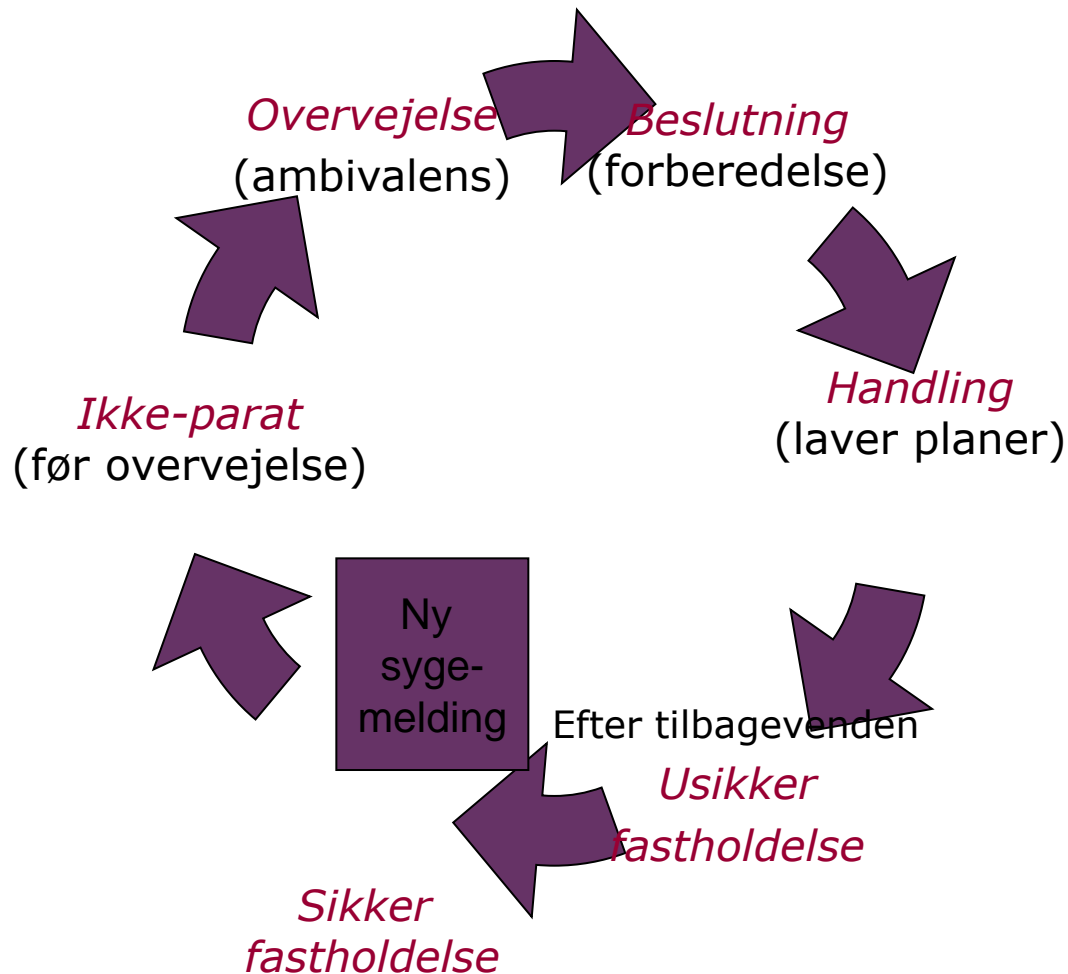 Overvejelse
(ambivalens)
Beslutning
(forberedelse)
Handling
(laver planer)
Ikke-parat
(før overvejelse)
Ny
syge-
melding
Efter tilbagevenden
Usikker
fastholdelse
Sikker
fastholdelse